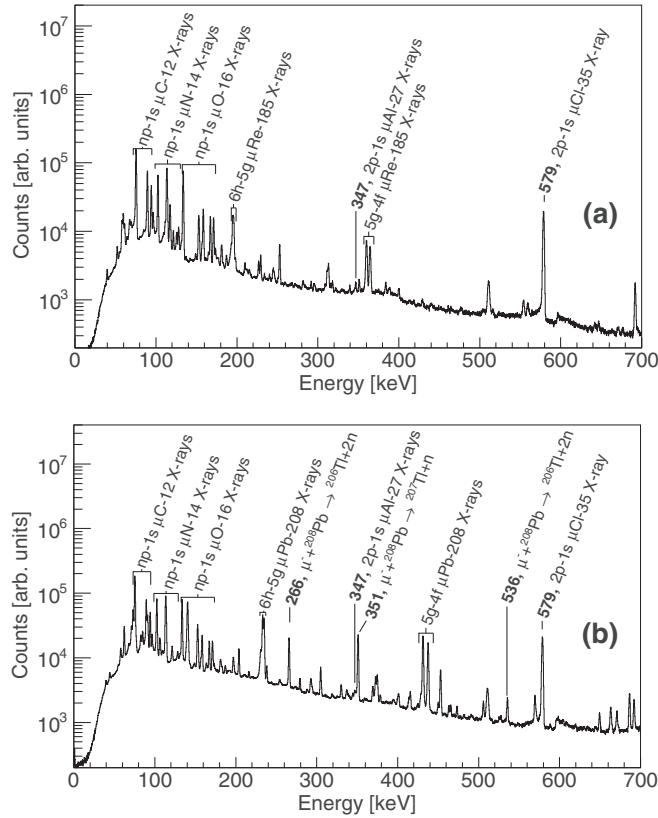 Counts [arb. units]
10⁷
10⁶
10⁵
10⁴
10³
np-1s μC-12 X-rays
np-1s μN-14 X-rays
np-1s μO-16 X-rays
6h-5g μRe-185 X-rays
347, 2p-1s μAl-27 X-rays
5g-4f μRe-185 X-rays
579, 2p-1s μCl-35 X-ray
(a)
0 100 200 300 400 500 600 700
Energy [keV]
Counts [arb. units]
10⁷
10⁶
10⁵
10⁴
10³
np-1s μC-12 X-rays
np-1s μN-14 X-rays
np-1s μO-16 X-rays
6h-5g μPb-208 X-rays
266, μ⁻+²⁰⁸Pb → ²⁰⁶Tl+2n
347, 2p-1s μAl-27 X-rays
351, μ⁻+²⁰⁸Pb → ²⁰⁷Tl+n
5g-4f μPb-208 X-rays
536, μ⁻+²⁰⁸Pb → ²⁰⁶Tl+2n
579, 2p-1s μCl-35 X-ray
(b)
0 100 200 300 400 500 600 700
Energy [keV]